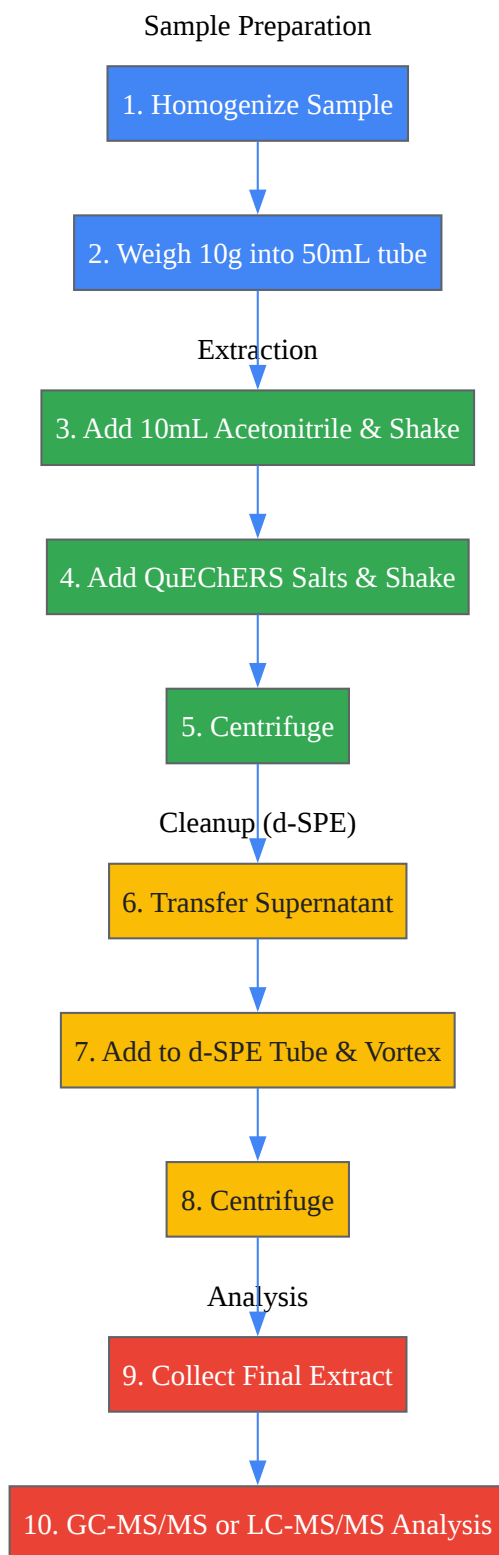 Sample Preparation
1. Homogenize Sample
2. Weigh 10g into 50mL tube
Extraction
3. Add 10mL Acetonitrile & Shake
4. Add QuEChERS Salts & Shake
5. Centrifuge
Cleanup (d-SPE)
6. Transfer Supernatant
7. Add to d-SPE Tube & Vortex
8. Centrifuge
Analysis
9. Collect Final Extract
10. GC-MS/MS or LC-MS/MS Analysis